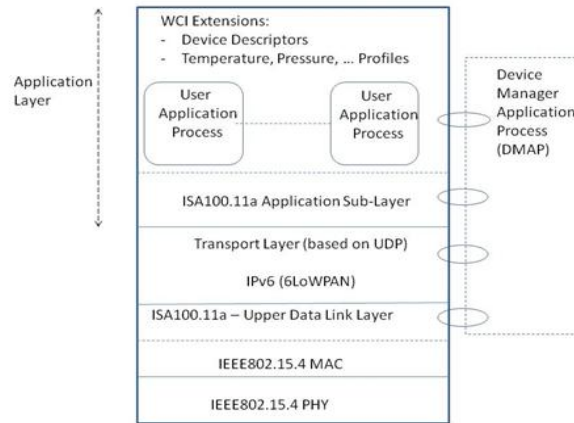 WCI Extensions:
- Device Descriptors
- Temperature, Pressure, ... Profiles
Application
Layer
User
Application
Process
User
Application
Process
Device
Manager
Application
Process
(DMAP)
ISA100.11a Application Sub-Layer
Transport Layer (based on UDP)
IPv6 (6LoWPAN)
ISA100.11a – Upper Data Link Layer
IEEE802.15.4 MAC
IEEE802.15.4 PHY